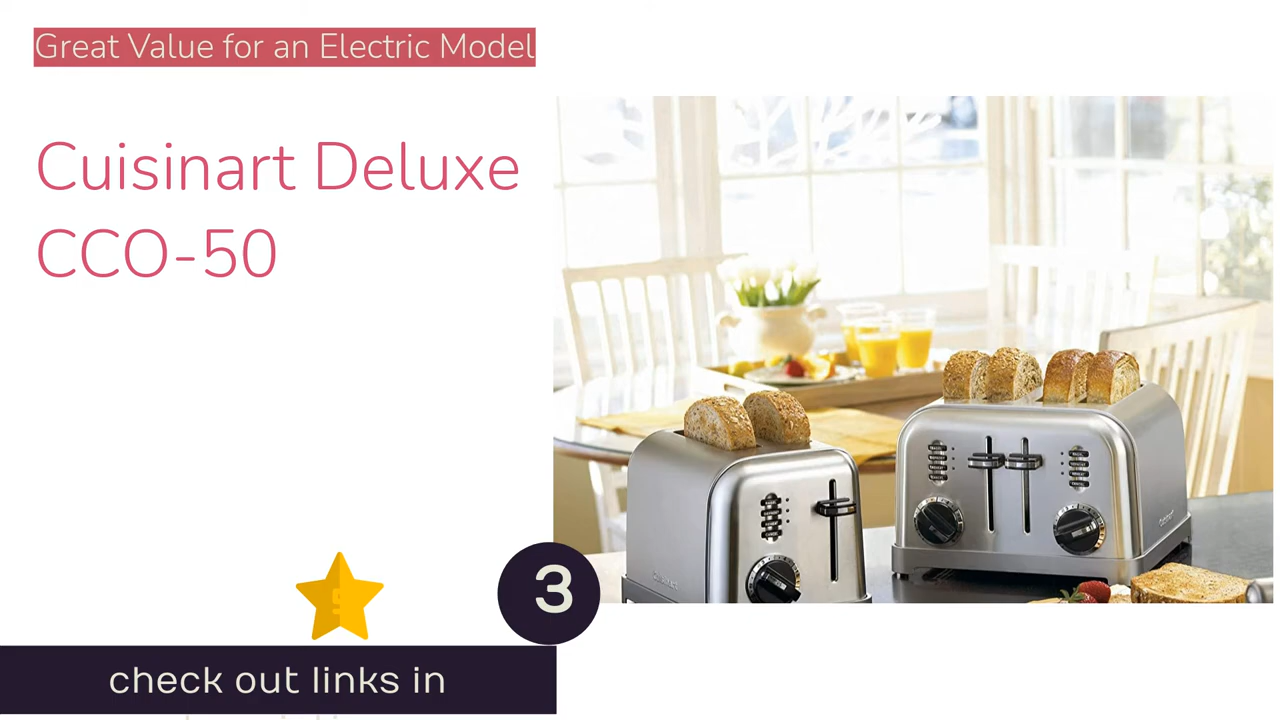 Great Value for an Electric Model
Cuisinart Deluxe
CCO-50
3
check out links in